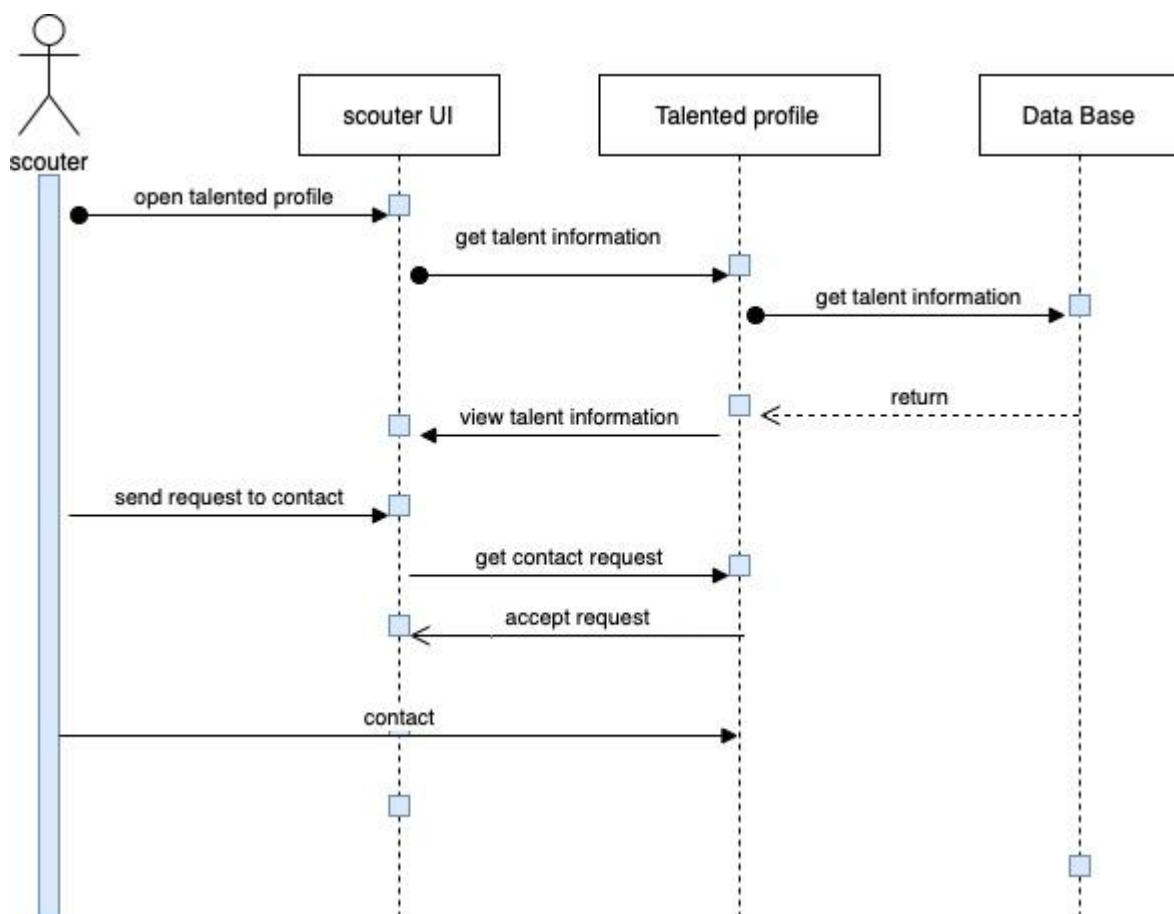 scouter UI
Talented profile
Data Base
scouter
open talented profile
get talent information
get talent information
return
view talent information
send request to contact
get contact request
accept request
contact